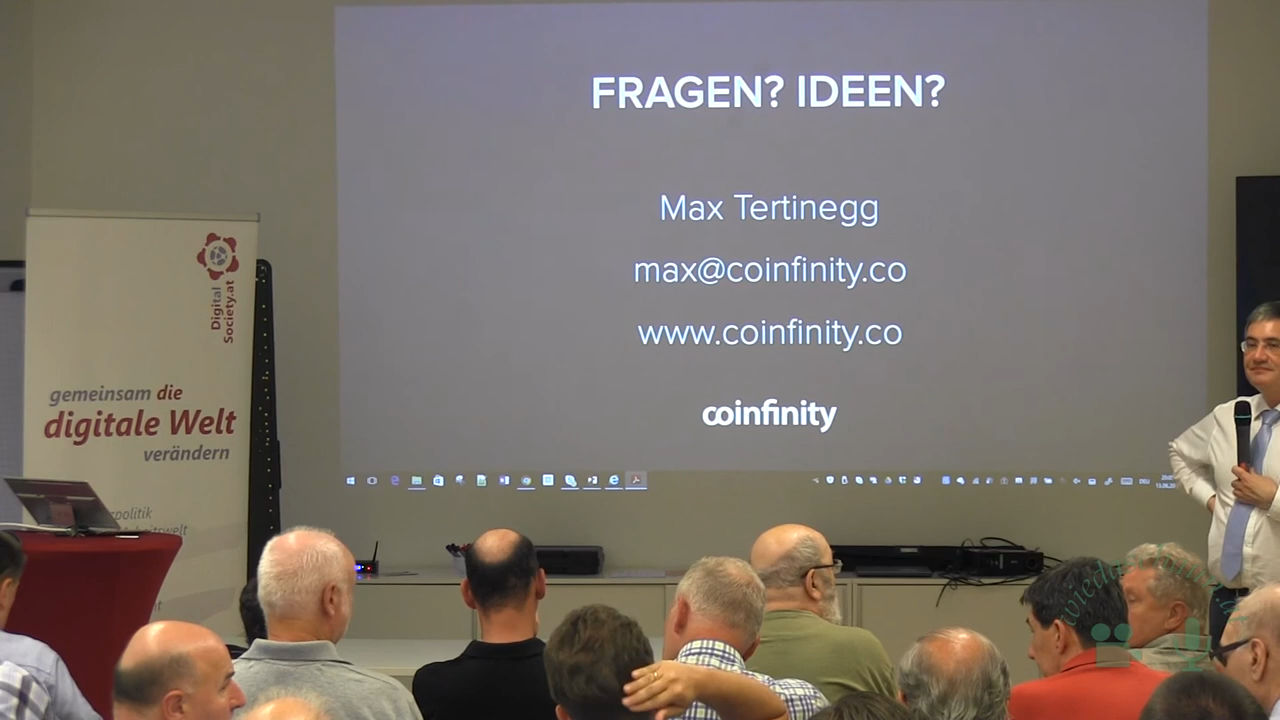 FRAGEN? IDEEN?
Max Tertinegg
max@coinfinity.co
www.coinfinity.co
coinfinity
Digital
Society.at
gemeinsam die
digitale Welt
verändern
DEU